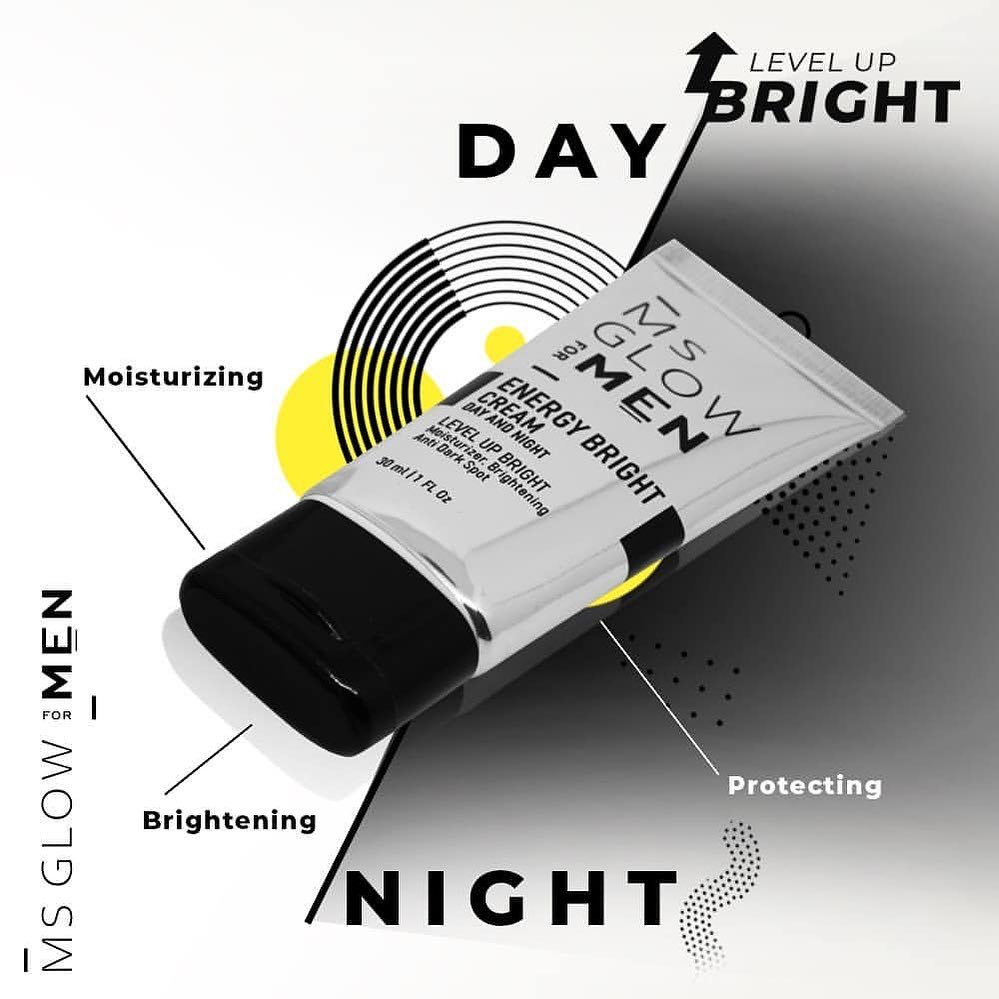 LEVEL UP
BRIGHT
DAY
MS
GLOW
FOR
MEN
ENERGY BRIGHT
CREAM
DAY AND NIGHT
LEVEL UP BRIGHT
Moisturizer. Brightening
Anti Dark Spot
30 ml / 1 FL Oz
Moisturizing
Brightening
Protecting
NIGHT
MS GLOW FOR MEN